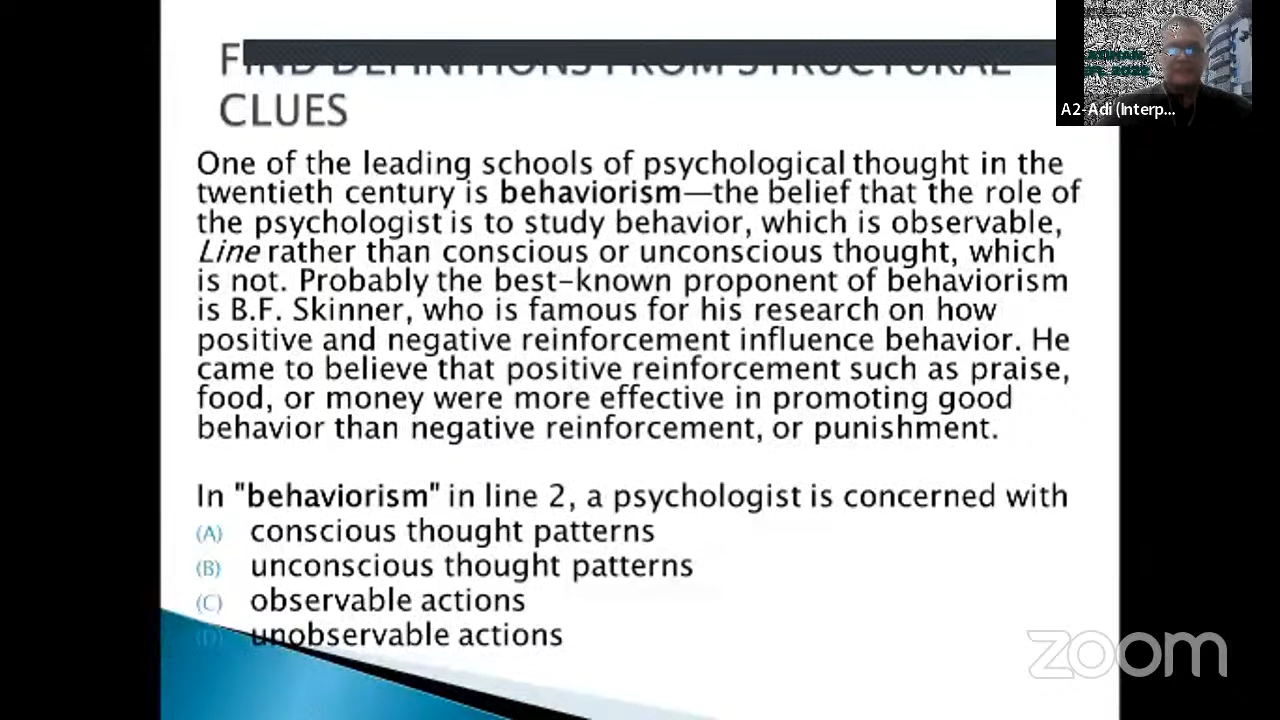 FIND DEFINITIONS FROM STRUCTURAL
CLUES
One of the leading schools of psychological thought in the
twentieth century is behaviorism—the belief that the role of
the psychologist is to study behavior, which is observable,
Line rather than conscious or unconscious thought, which
is not. Probably the best-known proponent of behaviorism
is B.F. Skinner, who is famous for his research on how
positive and negative reinforcement influence behavior. He
came to believe that positive reinforcement such as praise,
food, or money were more effective in promoting good
behavior than negative reinforcement, or punishment.
In "behaviorism" in line 2, a psychologist is concerned with
(A) conscious thought patterns
(B) unconscious thought patterns
(C) observable actions
(D) unobservable actions
A2-Adi (Interp...
zoom